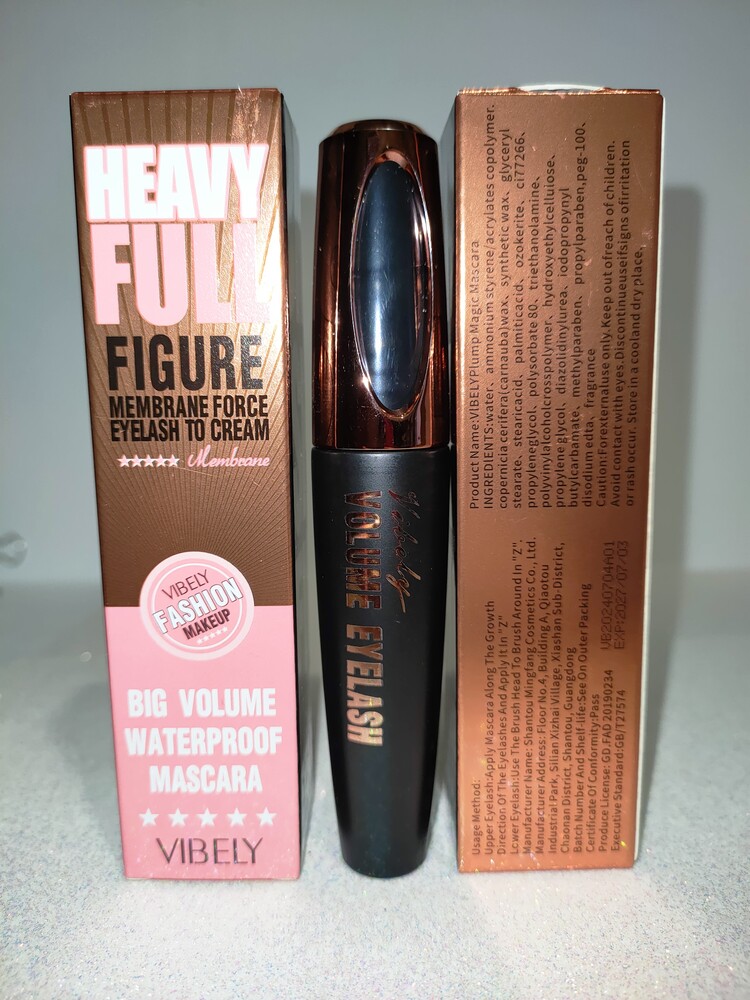 HEAVY
FULL
FIGURE
MEMBRANE FORCE
EYELASH TO CREAM
Membrane
VIBELY
FASHION
MAKEUP
BIG VOLUME
WATERPROOF
MASCARA
VIBELY
Vibely
VOLUME EYELASH
Product Name:VIBELYPlump Magic Mascara
INGREDIENTS:water、ammonium styrene/acrylates copolymer、
copernicia cerifera(carnauba)wax、synthetic wax、glyceryl
stearate、stearicacid、palmiticacid、ozokerite、ci77266、
propyleneglycol、polysorbate 80、triethanolamine、
polyvinylalcoholcrosspolymer、hydroxyethylcellulose、
propylene glycol、diazolidinylurea、iodopropynyl
butylcarbamate、methylparaben、propylparaben,peg-100、
disodium edta、fragrance
Caution:Forexternaluse only. Keep out ofreach of children.
Avoid contact with eyes. Discontinueuseifsigns ofirritation
or rash occur. Store in a cooland dry place,
Usage Method:
Upper Eyelash:Apply Mascara Along The Growth
Direction Of The Eyelashes And Apply It In "Z"
Lower Eyelash:Use The Brush Head To Brush Around In "Z".
Manufacturer Name: Shantou Mingfang Cosmetics Co., Ltd.
Manufacturer Address: Floor No.4, Building A, Qiaotou
Industrial Park, Sillian Xizhai Village, Xiashan Sub-District,
Chaonan District, Shantou, Guangdong
Batch Number And Shelf-life:See On Outer Packing
Certificate Of Conformity:Pass
Produce License: GD.FAD 20190234
Executive Standard:GB/T27574
VB20240704A01
EXP:2027/07/03